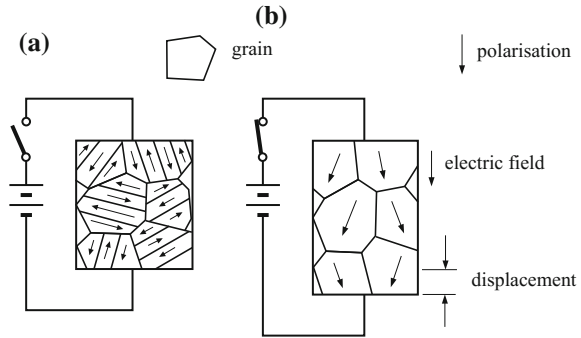 (a)
grain
(b)
polarisation
electric field
displacement